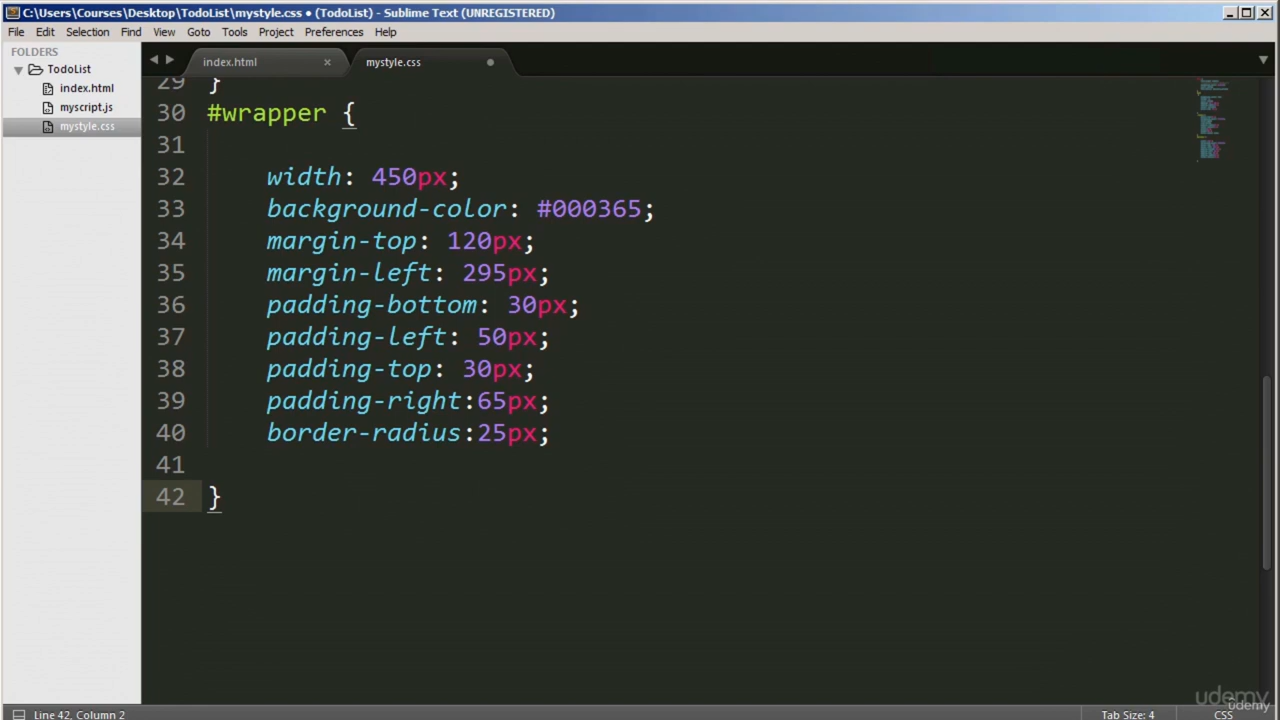 C:\Users\Courses\Desktop\TodoList\mystyle.css • (TodoList) - Sublime Text (UNREGISTERED)
File Edit Selection Find View Goto Tools Project Preferences Help
FOLDERS
TodoList
index.html
myscript.js
mystyle.css
index.html × mystyle.css
29 }
30 #wrapper {
31
32 width: 450px;
33 background-color: #000365;
34 margin-top: 120px;
35 margin-left: 295px;
36 padding-bottom: 30px;
37 padding-left: 50px;
38 padding-top: 30px;
39 padding-right:65px;
40 border-radius:25px;
41
42 }
udemy
udemy
Line 42, Column 2 Tab Size: 4 CSS